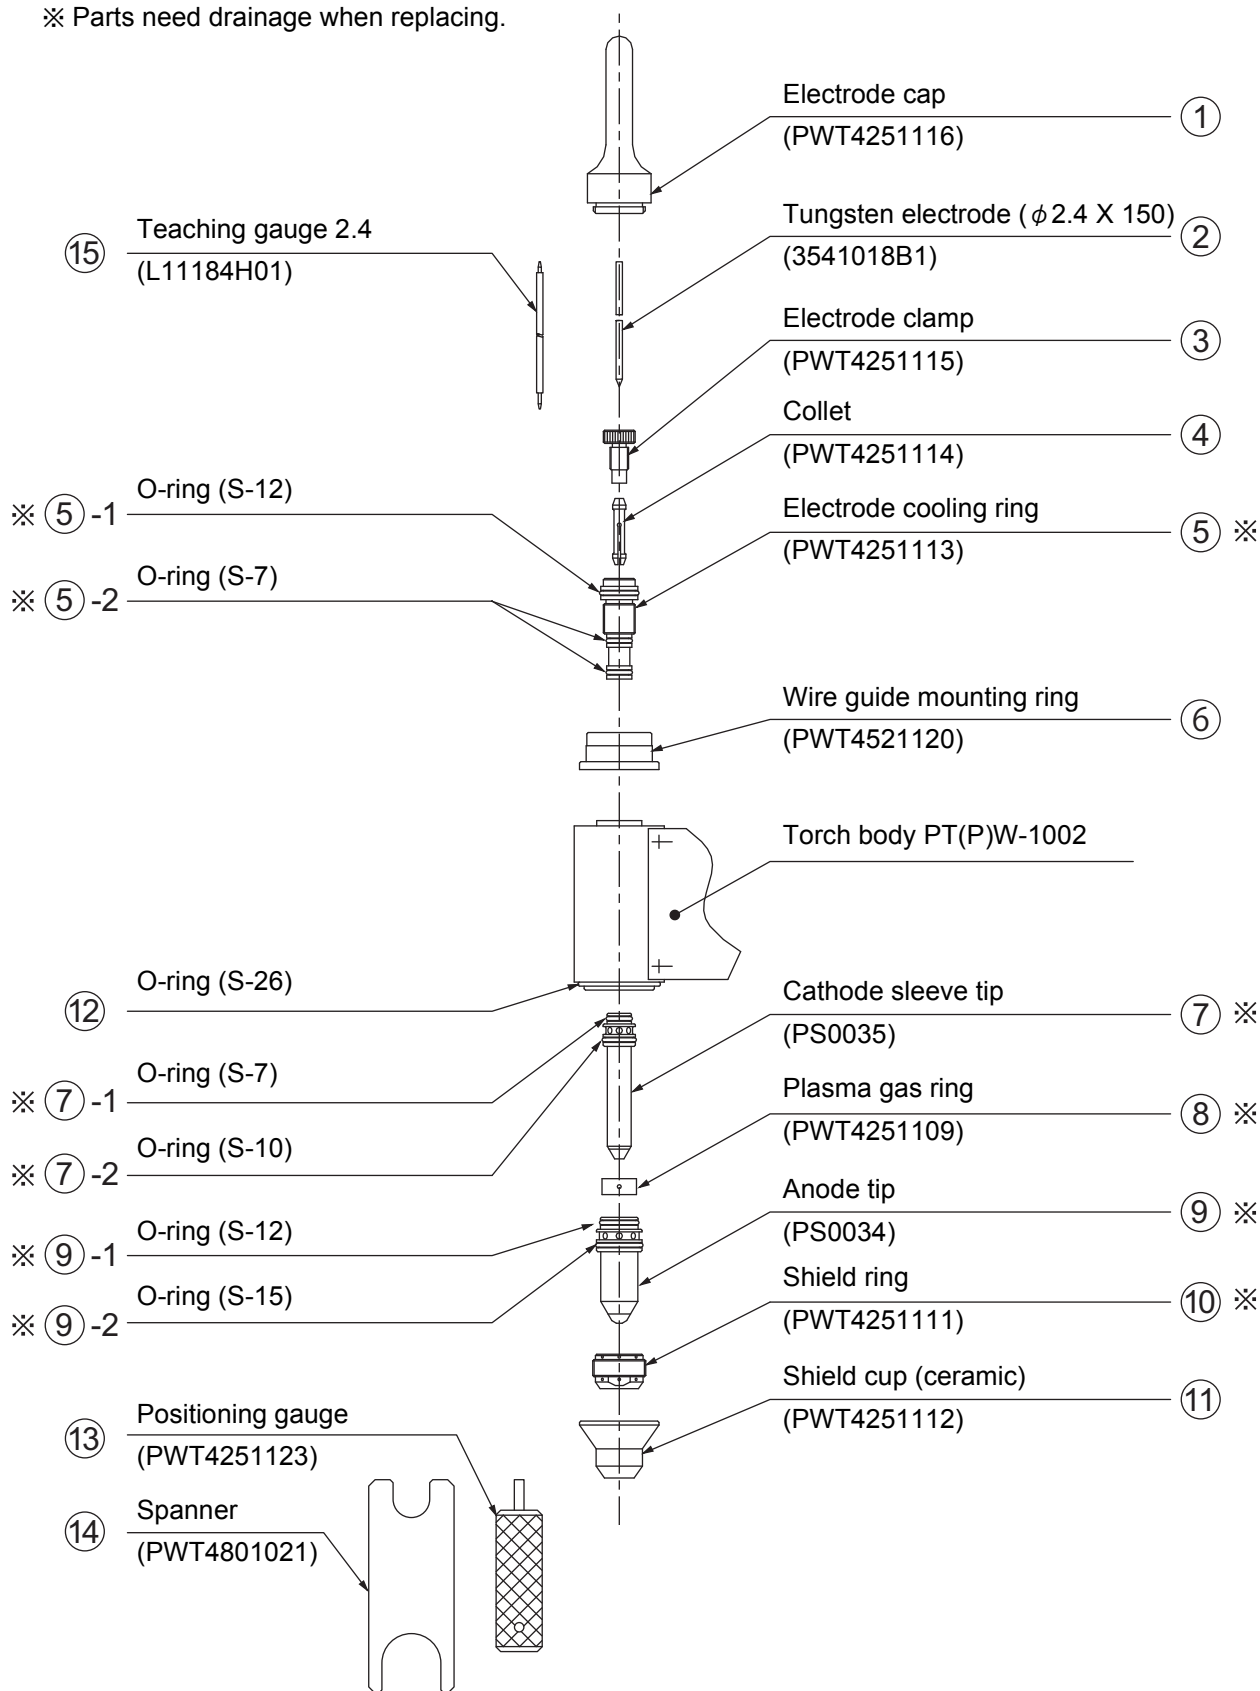 ※ Parts need drainage when replacing.
Electrode cap
(PWT4251116)
①
Tungsten electrode (φ2.4 X 150)
(3541018B1)
②
⑮
Teaching gauge 2.4
(L11184H01)
Electrode clamp
(PWT4251115)
③
Collet
(PWT4251114)
④
※ ⑤ -1
O-ring (S-12)
Electrode cooling ring
(PWT4251113)
⑤ ※
※ ⑤ -2
O-ring (S-7)
Wire guide mounting ring
(PWT4521120)
⑥
Torch body PT(P)W-1002
⑫
O-ring (S-26)
Cathode sleeve tip
(PS0035)
⑦ ※
※ ⑦ -1
O-ring (S-7)
Plasma gas ring
(PWT4251109)
⑧ ※
※ ⑦ -2
O-ring (S-10)
Anode tip
(PS0034)
⑨ ※
※ ⑨ -1
O-ring (S-12)
Shield ring
(PWT4251111)
⑩ ※
※ ⑨ -2
O-ring (S-15)
Shield cup (ceramic)
(PWT4251112)
⑪
⑬
Positioning gauge
(PWT4251123)
⑭
Spanner
(PWT4801021)